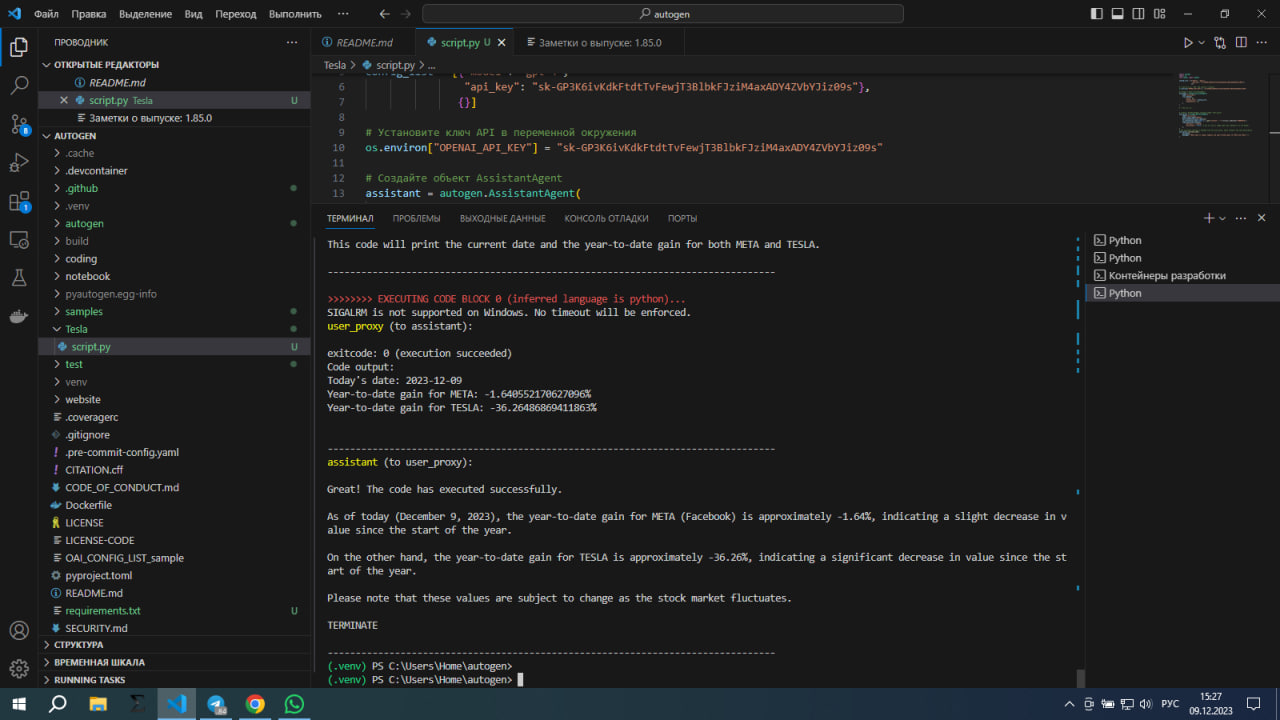 Файл Правка Выделение Вид Переход Выполнить ··· autogen
ПРОВОДНИК
README.md
script.py U
Заметки о выпуске: 1.85.0
Tesla > script.py > ...
ОТКРЫТЫЕ РЕДАКТОРЫ
README.md
script.py Tesla U
Заметки о выпуске: 1.85.0
AUTOGEN
.cache
.devcontainer
.github
.venv
autogen
build
coding
notebook
pyautogen.egg-info
samples
Tesla
script.py U
test
venv
website
.coveragerc
.gitignore
.pre-commit-config.yaml
CITATION.cff
CODE_OF_CONDUCT.md
Dockerfile
LICENSE
LICENSE-CODE
OAI_CONFIG_LIST_sample
pyproject.toml
README.md
requirements.txt U
SECURITY.md
СТРУКТУРА
ВРЕМЕННАЯ ШКАЛА
RUNNING TASKS
8
1
6 "api_key": "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"},
7 {}]
8
9 # Установите ключ API в переменной окружения
10 os.environ["OPENAI_API_KEY"] = "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"
11
12 # Создайте объект AssistantAgent
13 assistant = autogen.AssistantAgent(
ТЕРМИНАЛ ПРОБЛЕМЫ ВЫХОДНЫЕ ДАННЫЕ КОНСОЛЬ ОТЛАДКИ ПОРТЫ
This code will print the current date and the year-to-date gain for both META and TESLA.
--------------------------------------------------------------------------------
>>>>>>>> EXECUTING CODE BLOCK 0 (inferred language is python)...
SIGALRM is not supported on Windows. No timeout will be enforced.
user_proxy (to assistant):
exitcode: 0 (execution succeeded)
Code output:
Today's date: 2023-12-09
Year-to-date gain for META: -1.640552170627096%
Year-to-date gain for TESLA: -36.26486869411863%
--------------------------------------------------------------------------------
assistant (to user_proxy):
Great! The code has executed successfully.
As of today (December 9, 2023), the year-to-date gain for META (Facebook) is approximately -1.64%, indicating a slight decrease in v
alue since the start of the year.
On the other hand, the year-to-date gain for TESLA is approximately -36.26%, indicating a significant decrease in value since the st
art of the year.
Please note that these values are subject to change as the stock market fluctuates.
TERMINATE
--------------------------------------------------------------------------------
(.venv) PS C:\Users\Home\autogen>
(.venv) PS C:\Users\Home\autogen>
Python
Python
Контейнеры разработки
Python
РУС
15:27
09.12.2023